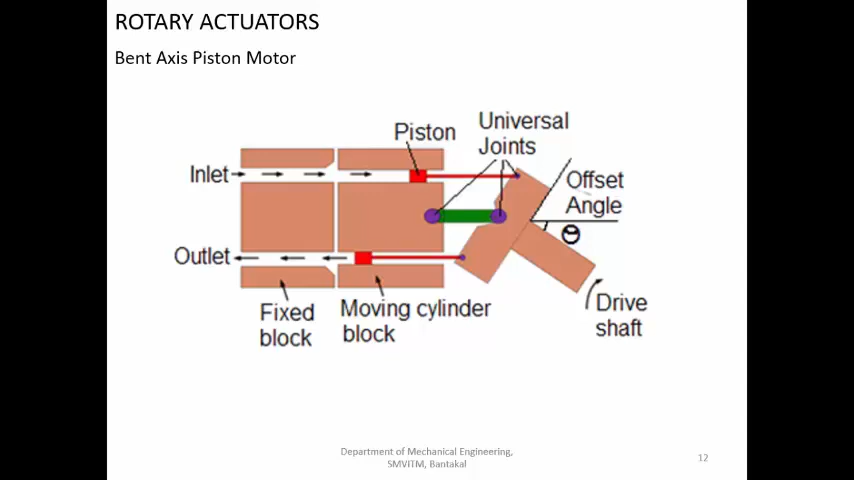 ROTARY ACTUATORS
Bent Axis Piston Motor
Piston
Universal
Joints
Inlet
Offset
Angle
Θ
Outlet
Fixed
block
Moving cylinder
block
Drive
shaft
Department of Mechanical Engineering,
SMVITM, Bantakal
12